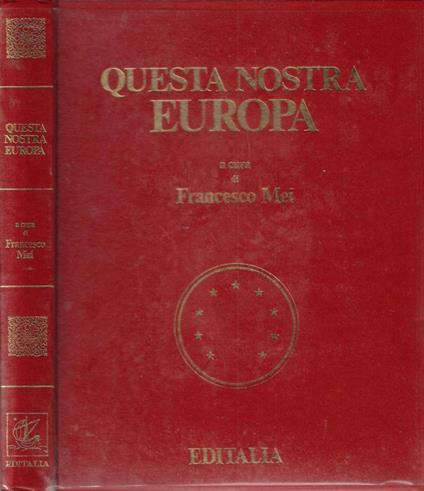 QUESTA
NOSTRA
EUROPA
a cura
di
Francesco
Mei
EDITALIA
QUESTA NOSTRA
EUROPA
a cura
di
Francesco Mei
EDITALIA